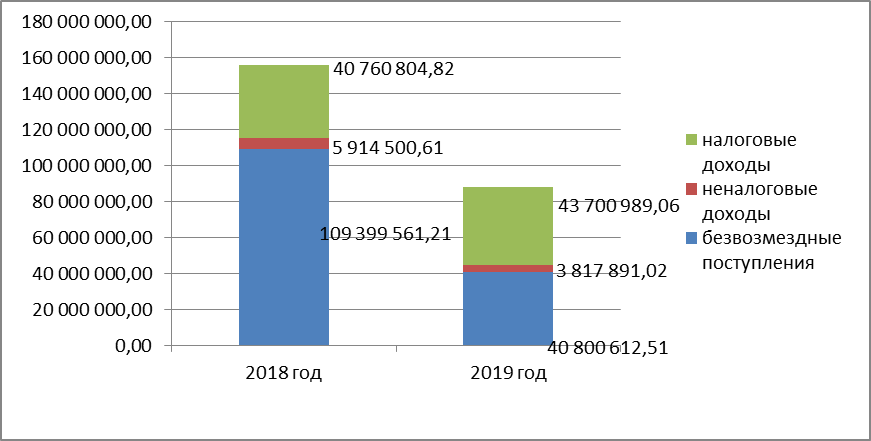 180 000 000,00
160 000 000,00
140 000 000,00
120 000 000,00
100 000 000,00
80 000 000,00
60 000 000,00
40 000 000,00
20 000 000,00
0,00
40 760 804,82
5 914 500,61
109 399 561,21
43 700 989,06
3 817 891,02
40 800 612,51
2018 год
2019 год
налоговые
доходы
неналоговые
доходы
безвозмездные
поступления